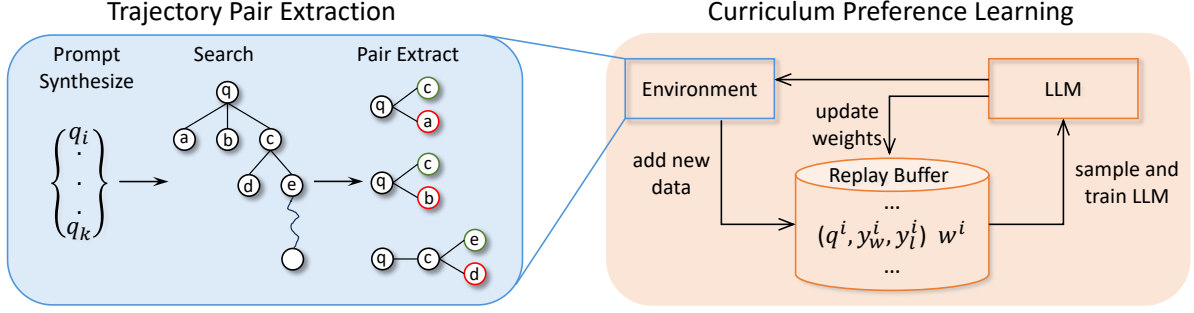 Trajectory Pair Extraction
Prompt
Synthesize
Search
Pair Extract
q_i
.
.
.
q_k
q
a
b
c
d
e
q
c
a
q
c
b
q
c
e
d
Curriculum Preference Learning
Environment
LLM
update
weights
add new
data
sample and
train LLM
Replay Buffer
...
(q^i, y_w^i, y_l^i) w^i
...